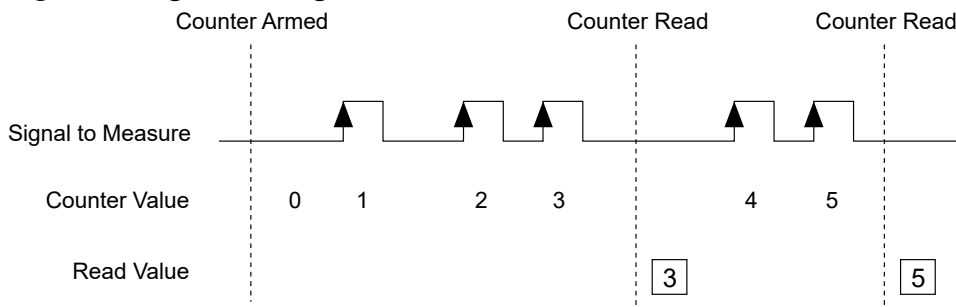 Counter Armed Counter Read Counter Read
Signal to Measure
Counter Value 0 1 2 3 4 5
Read Value 3 5